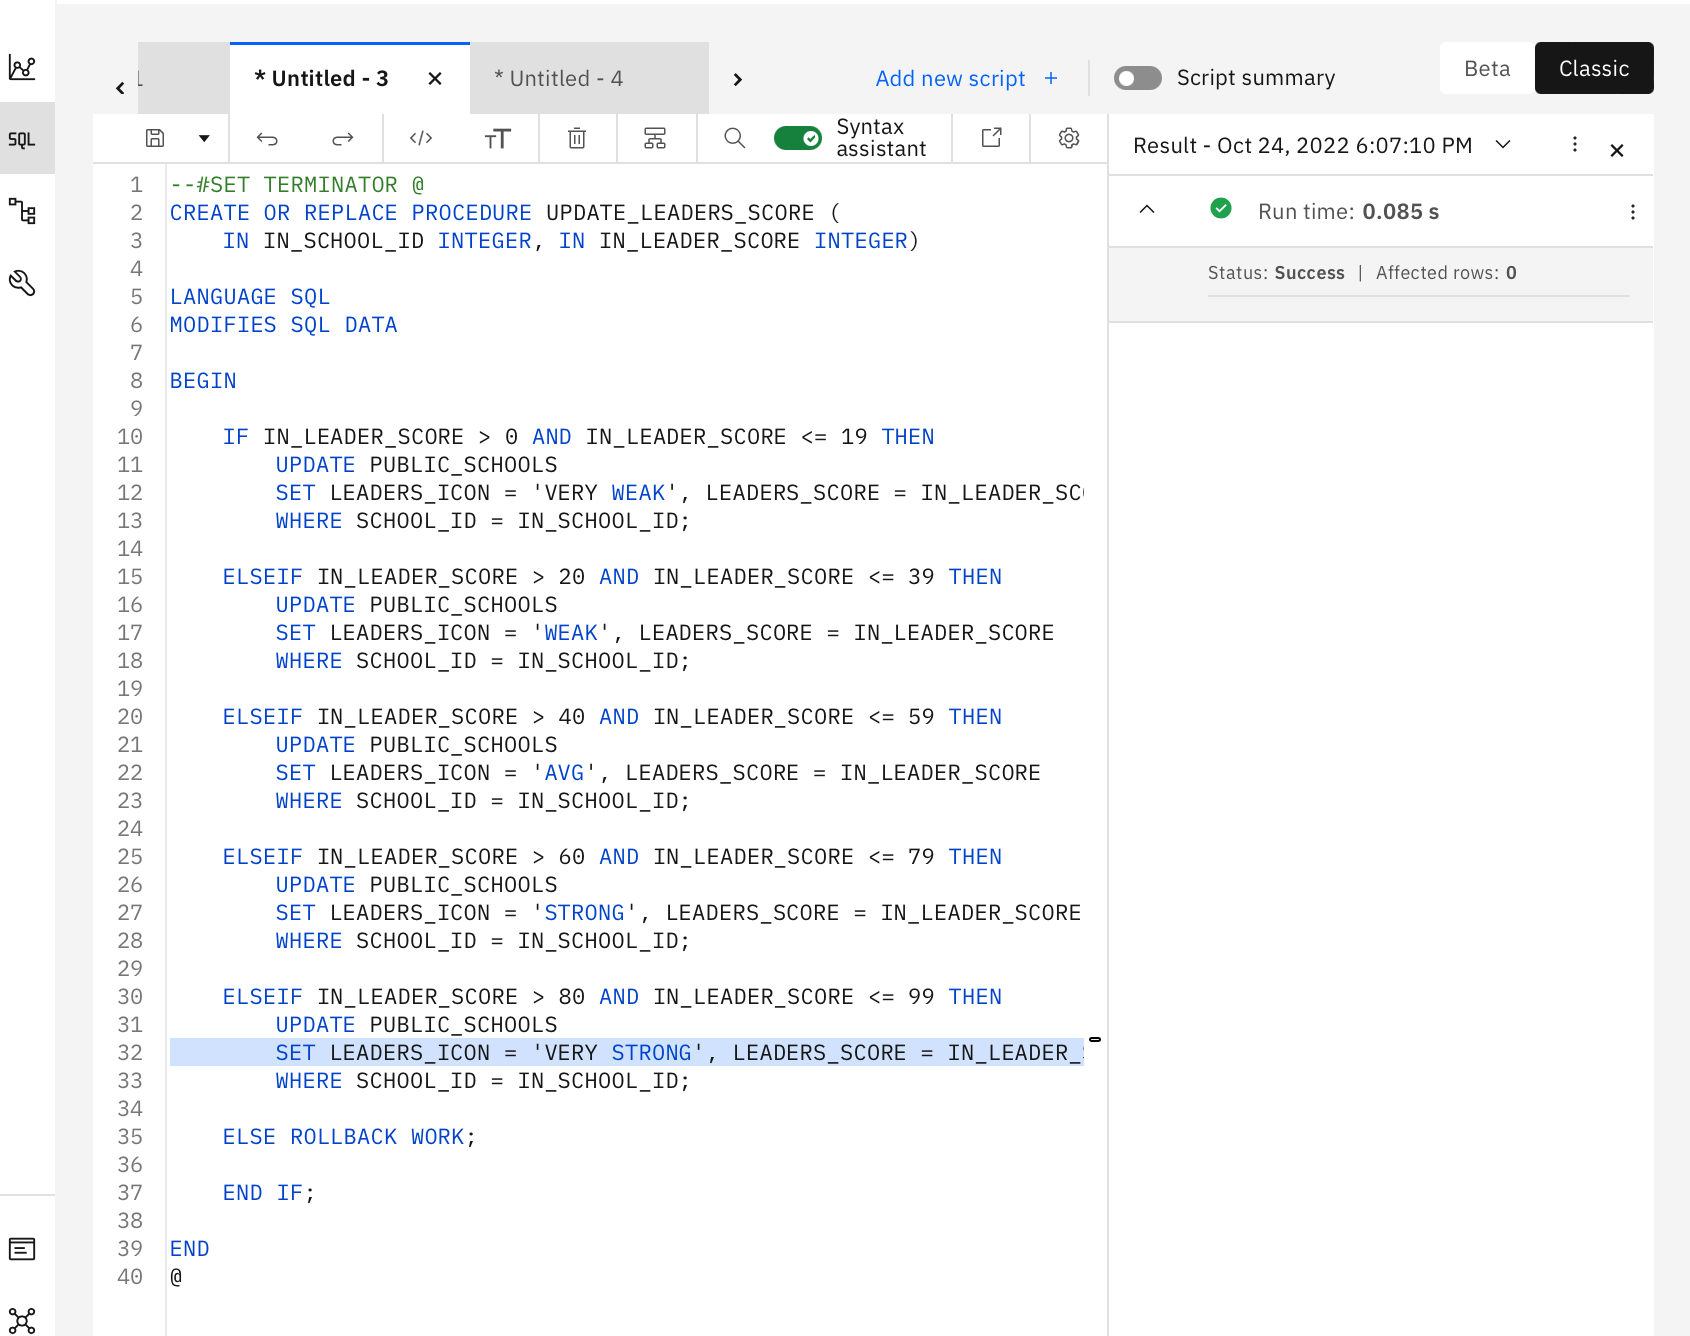 * Untitled - 3
* Untitled - 4
Add new script +
Script summary
Beta
Classic
SQL
Syntax assistant
Result - Oct 24, 2022 6:07:10 PM
Run time: 0.085 s
Status: Success | Affected rows: 0
1 --#SET TERMINATOR @
2 CREATE OR REPLACE PROCEDURE UPDATE_LEADERS_SCORE (
3 IN IN_SCHOOL_ID INTEGER, IN IN_LEADER_SCORE INTEGER)
4
5 LANGUAGE SQL
6 MODIFIES SQL DATA
7
8 BEGIN
9
10 IF IN_LEADER_SCORE > 0 AND IN_LEADER_SCORE <= 19 THEN
11 UPDATE PUBLIC_SCHOOLS
12 SET LEADERS_ICON = 'VERY WEAK', LEADERS_SCORE = IN_LEADER_SC
13 WHERE SCHOOL_ID = IN_SCHOOL_ID;
14
15 ELSEIF IN_LEADER_SCORE > 20 AND IN_LEADER_SCORE <= 39 THEN
16 UPDATE PUBLIC_SCHOOLS
17 SET LEADERS_ICON = 'WEAK', LEADERS_SCORE = IN_LEADER_SCORE
18 WHERE SCHOOL_ID = IN_SCHOOL_ID;
19
20 ELSEIF IN_LEADER_SCORE > 40 AND IN_LEADER_SCORE <= 59 THEN
21 UPDATE PUBLIC_SCHOOLS
22 SET LEADERS_ICON = 'AVG', LEADERS_SCORE = IN_LEADER_SCORE
23 WHERE SCHOOL_ID = IN_SCHOOL_ID;
24
25 ELSEIF IN_LEADER_SCORE > 60 AND IN_LEADER_SCORE <= 79 THEN
26 UPDATE PUBLIC_SCHOOLS
27 SET LEADERS_ICON = 'STRONG', LEADERS_SCORE = IN_LEADER_SCORE
28 WHERE SCHOOL_ID = IN_SCHOOL_ID;
29
30 ELSEIF IN_LEADER_SCORE > 80 AND IN_LEADER_SCORE <= 99 THEN
31 UPDATE PUBLIC_SCHOOLS
32 SET LEADERS_ICON = 'VERY STRONG', LEADERS_SCORE = IN_LEADER_
33 WHERE SCHOOL_ID = IN_SCHOOL_ID;
34
35 ELSE ROLLBACK WORK;
36
37 END IF;
38
39 END
40 @